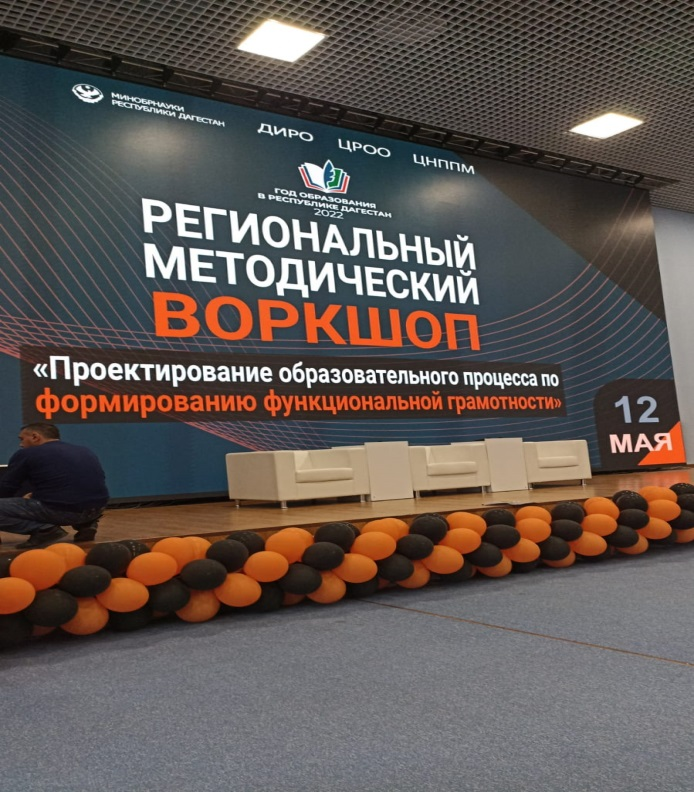 МИНОБРНАУКИ
РЕСПУБЛИКИ ДАГЕСТАН
ДИРО ЦРОО ЦНППМ
ГОД ОБРАЗОВАНИЯ
В РЕСПУБЛИКЕ ДАГЕСТАН
2022
РЕГИОНАЛЬНЫЙ
МЕТОДИЧЕСКИЙ
ВОРКШОП
«Проектирование образовательного процесса по
формированию функциональной грамотности»
12
МАЯ